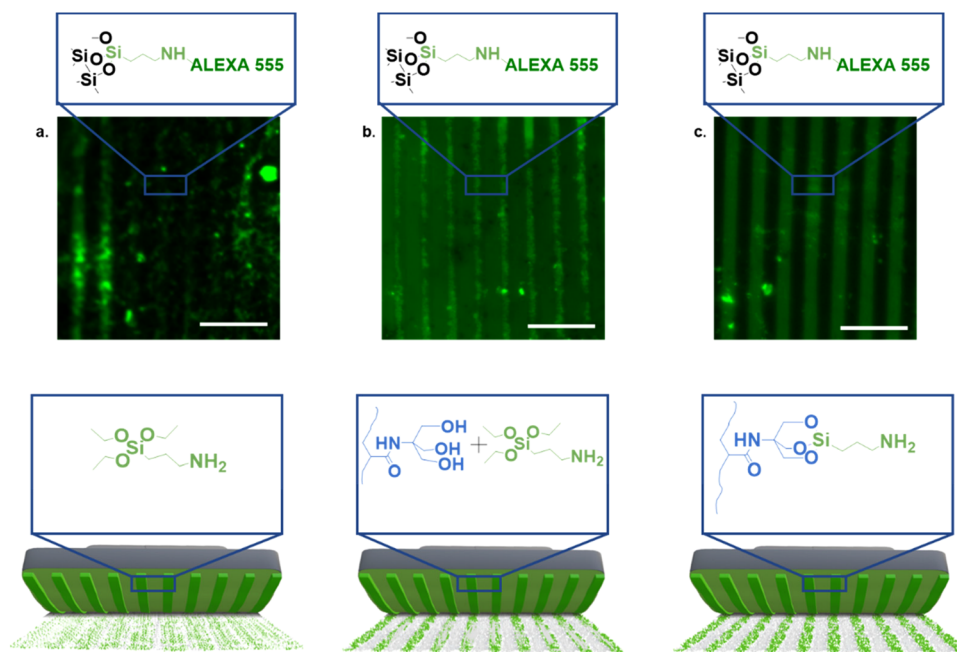 O
Si
Si
NH
O
O
Si
ALEXA 555
O
Si
Si
NH
O
O
Si
ALEXA 555
O
Si
Si
NH
O
O
Si
ALEXA 555
a.
b.
c.
O
O
Si
O
NH2
OH
HN
OH
O
OH
+
O
O
Si
O
NH2
O
HN
O
Si
NH2
O
O